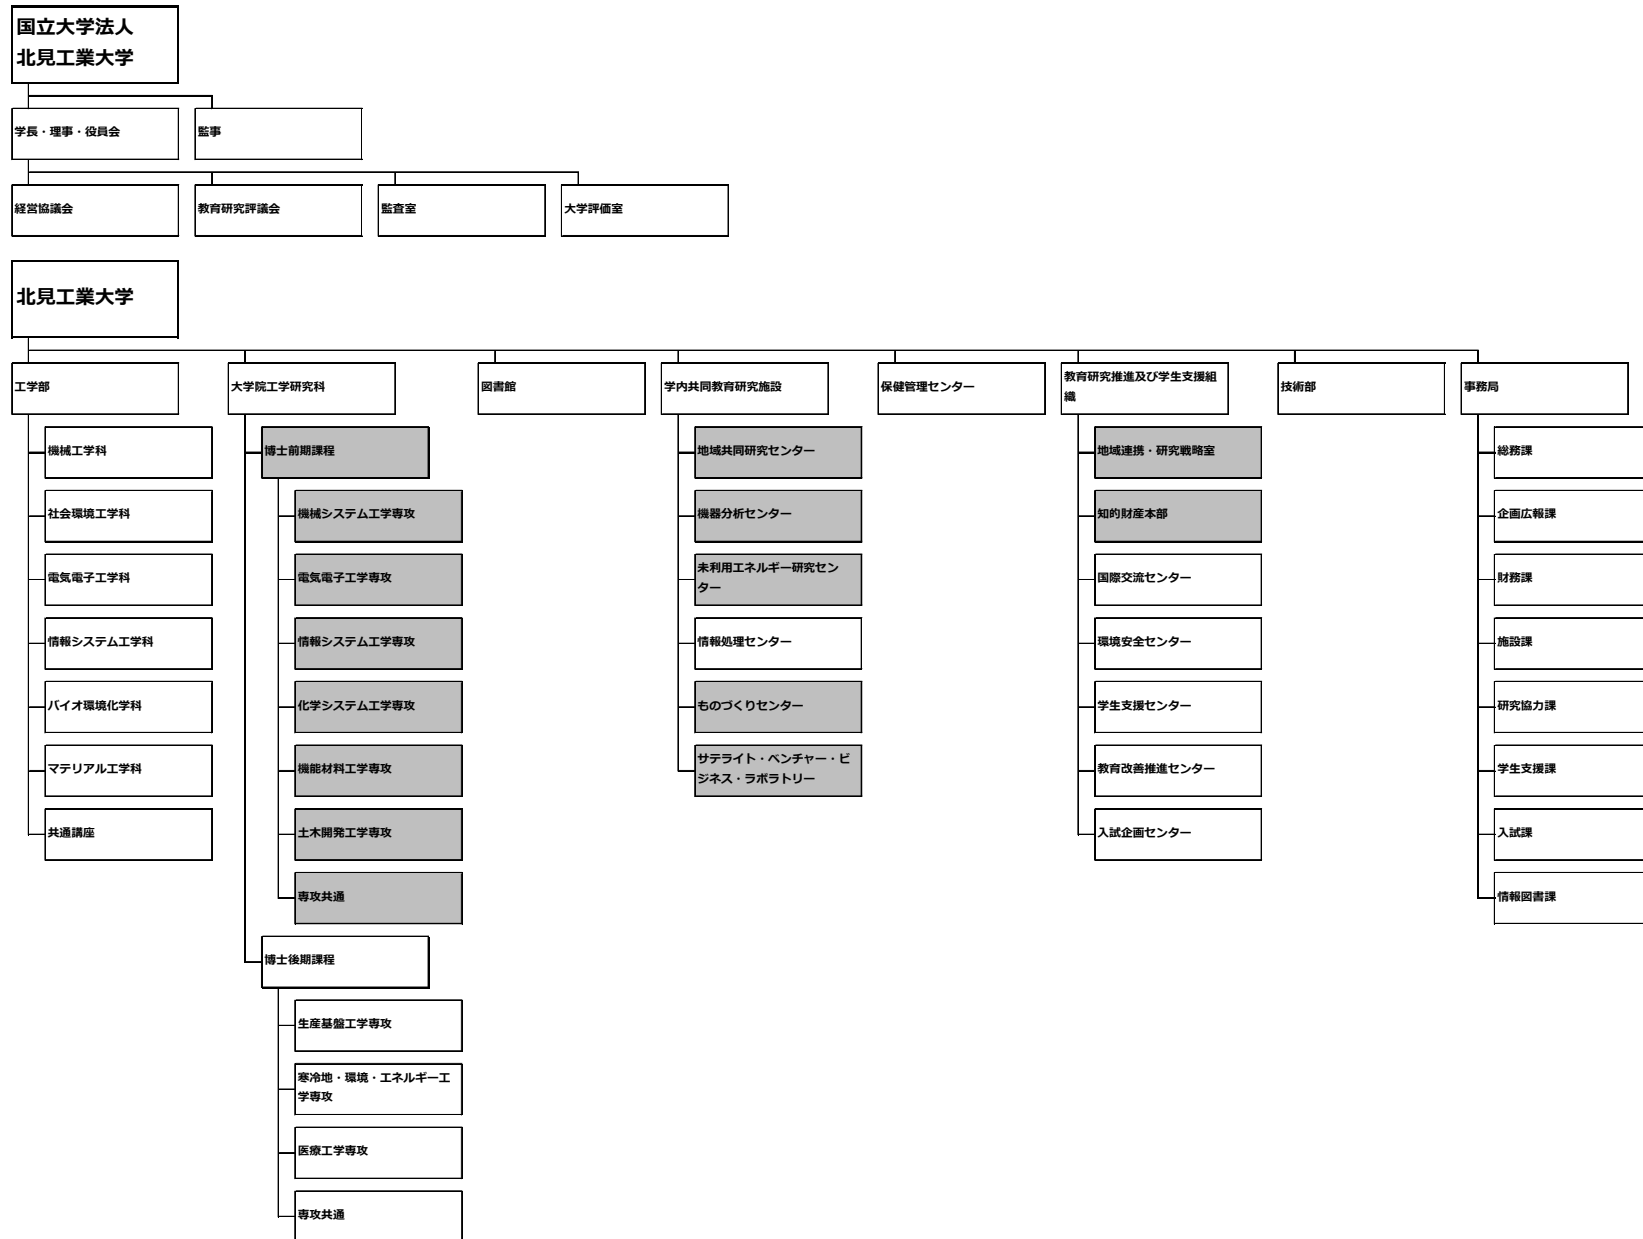 国立大学法人
北見工業大学
学長・理事・役員会
監事
経営協議会
教育研究評議会
監査室
大学評価室
北見工業大学
工学部
大学院工学研究科
図書館
学内共同教育研究施設
保健管理センター
教育研究推進及び学生支援組
織
技術部
事務局
機械工学科
社会環境工学科
電気電子工学科
情報システム工学科
バイオ環境化学科
マテリアル工学科
共通講座
博士前期課程
機械システム工学専攻
電気電子工学専攻
情報システム工学専攻
化学システム工学専攻
機能材料工学専攻
土木開発工学専攻
専攻共通
博士後期課程
生産基盤工学専攻
寒冷地・環境・エネルギー工
学専攻
医療工学専攻
専攻共通
地域共同研究センター
機器分析センター
未利用エネルギー研究セン
ター
情報処理センター
ものづくりセンター
サテライト・ベンチャー・ビ
ジネス・ラボラトリー
地域連携・研究戦略室
知的財産本部
国際交流センター
環境安全センター
学生支援センター
教育改善推進センター
入試企画センター
総務課
企画広報課
財務課
施設課
研究協力課
学生支援課
入試課
情報図書課